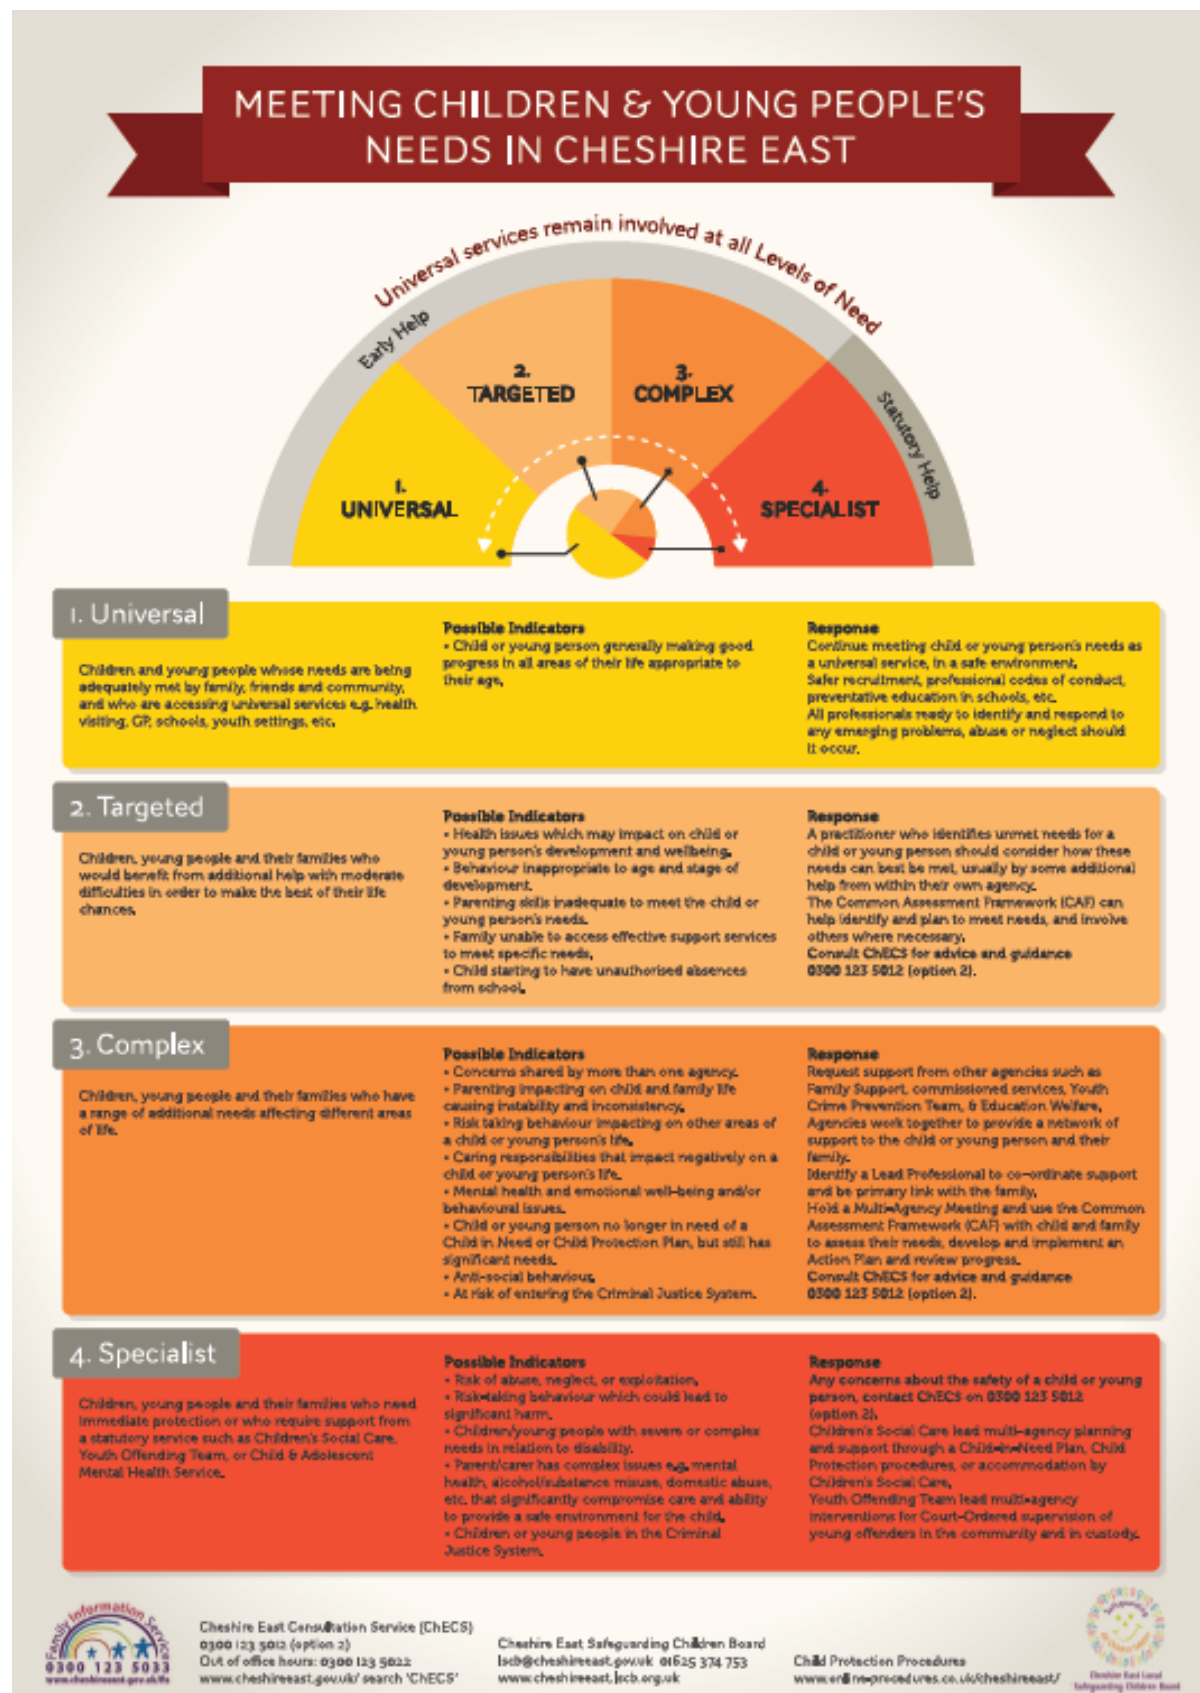 MEETING CHILDREN & YOUNG PEOPLE'S
NEEDS IN CHESHIRE EAST
Universal services remain involved at all Levels of Need
Early Help
Statutory Help
1.
UNIVERSAL
2.
TARGETED
3.
COMPLEX
4.
SPECIALIST
1. Universal
Children and young people whose needs are being
adequately met by family, friends and community,
and who are accessing universal services e.g. health
visiting, GP, schools, youth settings, etc.
Possible Indicators
• Child or young person generally making good
progress in all areas of their life appropriate to
their age.
Response
Continue meeting child or young person's needs as
a universal service, in a safe environment.
Safer recruitment, professional codes of conduct,
preventative education in schools, etc.
All professionals ready to identify and respond to
any emerging problems, abuse or neglect should
it occur.
2. Targeted
Children, young people and their families who
would benefit from additional help with moderate
difficulties in order to make the best of their life
chances.
Possible Indicators
• Health issues which may impact on child or
young person's development and wellbeing.
• Behaviour inappropriate to age and stage of
development.
• Parenting skills inadequate to meet the child or
young person's needs.
• Family unable to access effective support services
to meet specific needs.
• Child starting to have unauthorised absences
from school.
Response
A practitioner who identifies unmet needs for a
child or young person should consider how these
needs can best be met, usually by some additional
help from within their own agency.
The Common Assessment Framework (CAF) can
help identify and plan to meet needs, and involve
others where necessary.
Consult ChECS for advice and guidance
0300 123 5012 (option 2).
3. Complex
Children, young people and their families who have
a range of additional needs affecting different areas
of life.
Possible Indicators
• Concerns shared by more than one agency.
• Parenting impacting on child and family life
causing instability and inconsistency.
• Risk taking behaviour impacting on other areas of
a child or young person's life.
• Caring responsibilities that impact negatively on a
child or young person's life.
• Mental health and emotional well-being and/or
behavioural issues.
• Child or young person no longer in need of a
Child in Need or Child Protection Plan, but still has
significant needs.
• Anti-social behaviour.
• At risk of entering the Criminal Justice System.
Response
Request support from other agencies such as
Family Support, commissioned services, Youth
Crime Prevention Team, & Education Welfare.
Agencies work together to provide a network of
support to the child or young person and their
family.
Identify a Lead Professional to co-ordinate support
and be primary link with the family.
Hold a Multi-Agency Meeting and use the Common
Assessment Framework (CAF) with child and family
to assess their needs, develop and implement an
Action Plan and review progress.
Consult ChECS for advice and guidance
0300 123 5012 (option 2).
4. Specialist
Children, young people and their families who need
immediate protection or who require support from
a statutory service such as Children's Social Care,
Youth Offending Team, or Child & Adolescent
Mental Health Service.
Possible Indicators
• Risk of abuse, neglect, or exploitation.
• Risk-taking behaviour which could lead to
significant harm.
• Children/young people with severe or complex
needs in relation to disability.
• Parent/carer has complex issues e.g. mental
health, alcohol/substance misuse, domestic abuse,
etc. that significantly compromise care and ability
to provide a safe environment for the child.
• Children or young people in the Criminal
Justice System.
Response
Any concerns about the safety of a child or young
person, contact ChECS on 0300 123 5012
(option 2).
Children's Social Care lead multi-agency planning
and support through a Child-in-Need Plan, Child
Protection procedures, or accommodation by
Children's Social Care.
Youth Offending Team lead multi-agency
interventions for Court-Ordered supervision of
young offenders in the community and in custody.
Family Information Service
0300 123 5033
www.cheshireeast.gov.uk/fis
Cheshire East Consultation Service (ChECS)
0300 123 5012 (option 2)
Out of office hours: 0300 123 5022
www.cheshireeast.gov.uk/ search 'ChECS'
Cheshire East Safeguarding Children Board
lscb@cheshireeast.gov.uk 01625 374 753
www.cheshireeast.lscb.org.uk
Child Protection Procedures
www.onlineprocedures.co.uk/cheshireeast/
Safeguarding
Cheshire East Local
Safeguarding Children Board